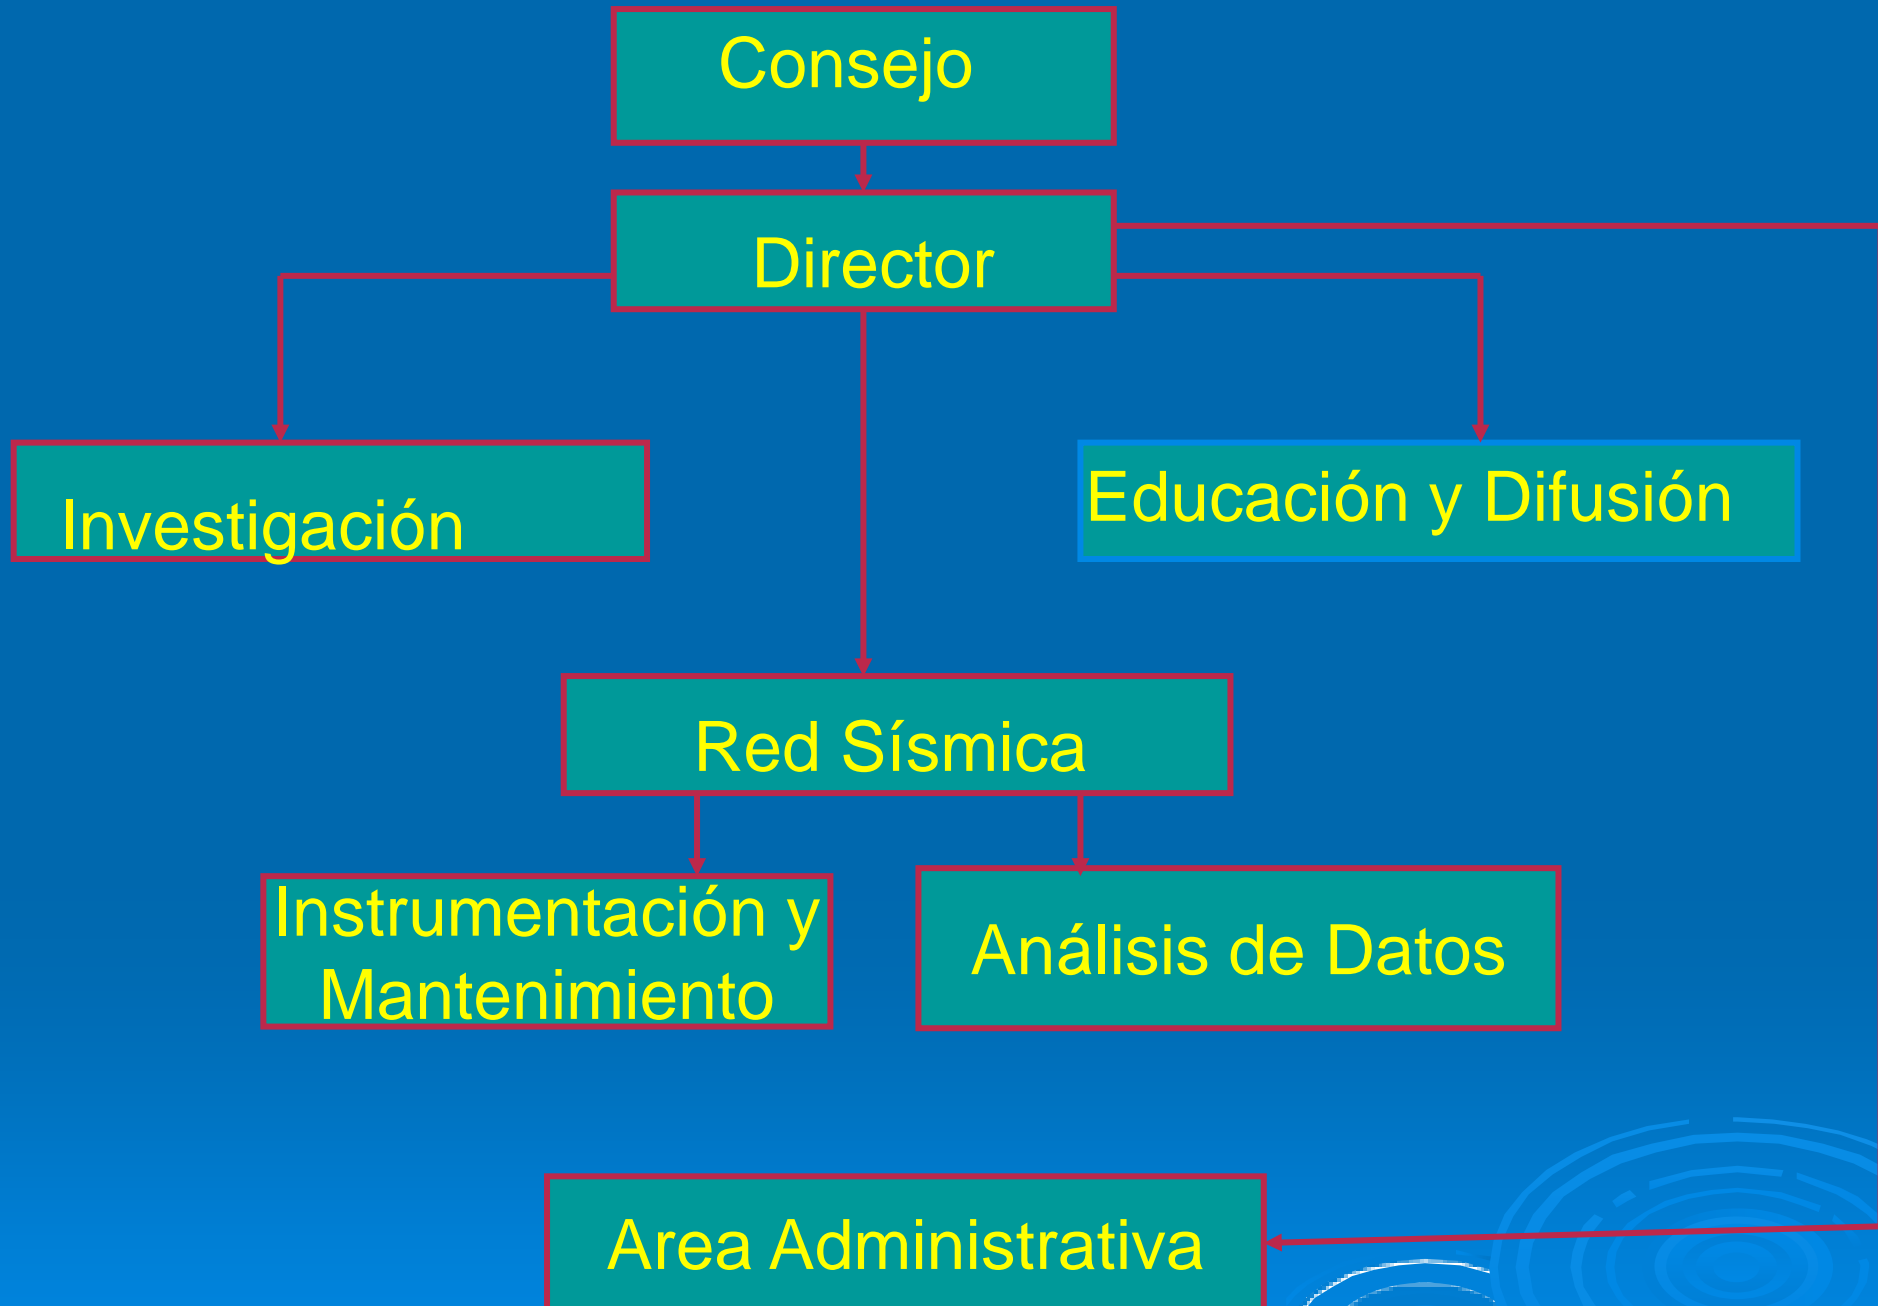 Consejo
Director
Investigación
Educación y Difusión
Red Sísmica
Instrumentación y
Mantenimiento
Análisis de Datos
Area Administrativa